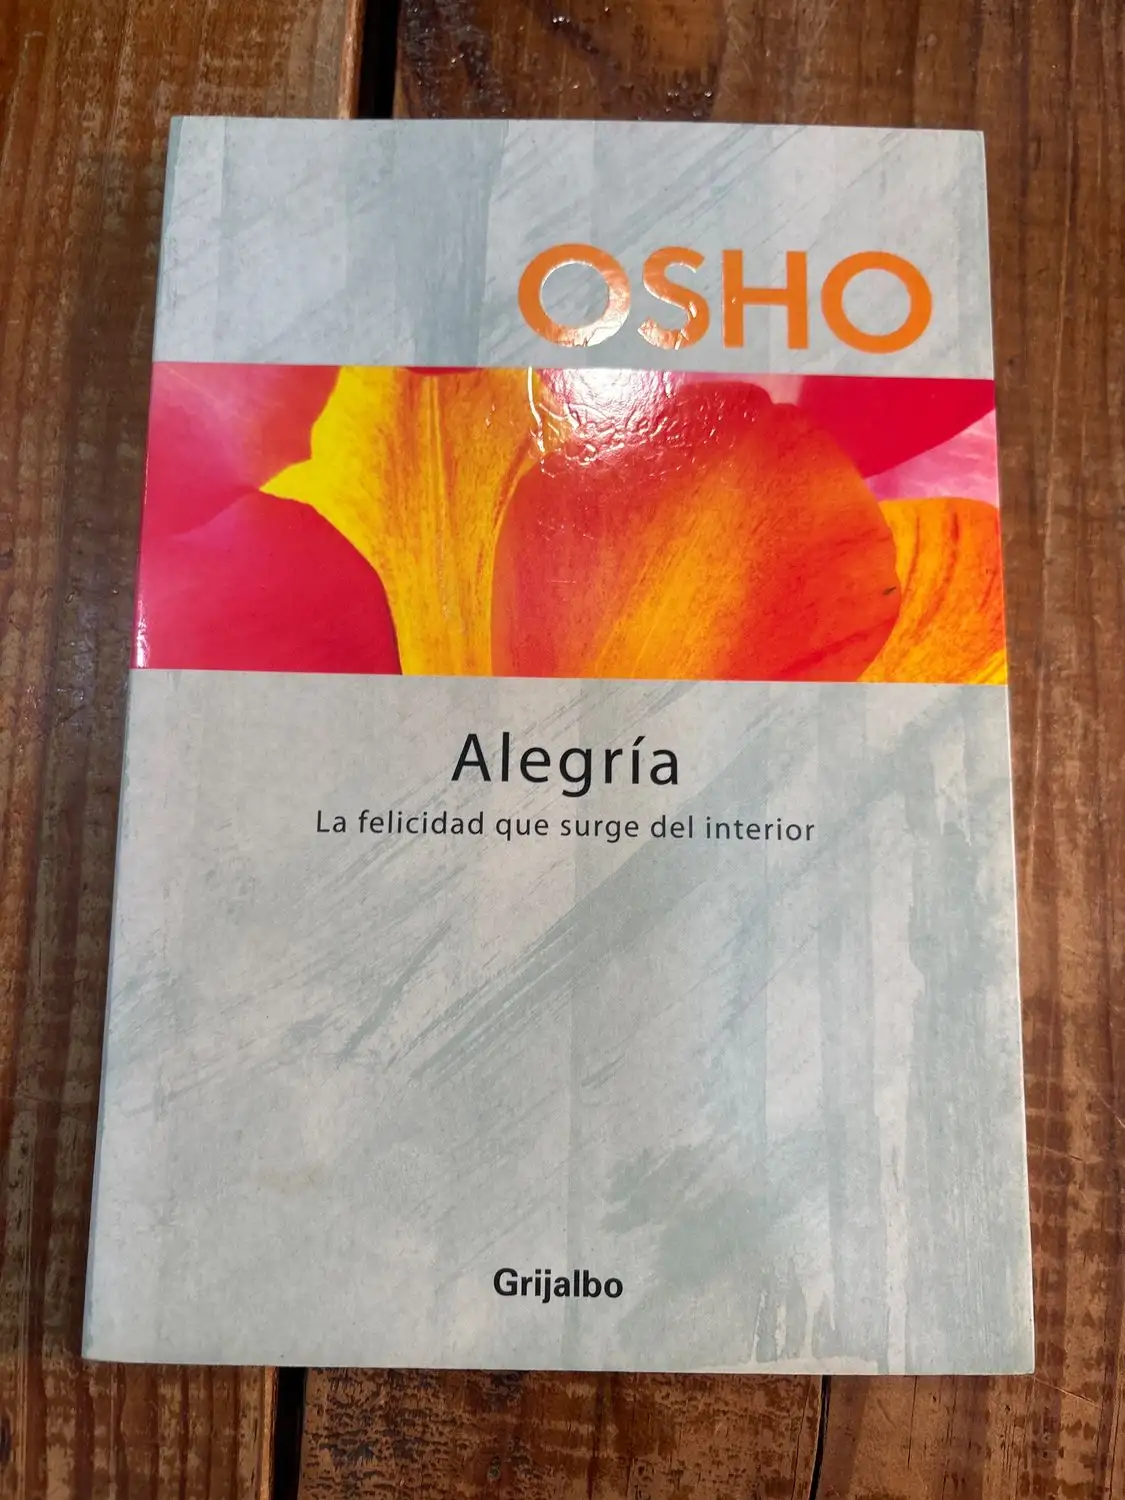 OSHO
Alegría
La felicidad que surge del interior
Grijalbo